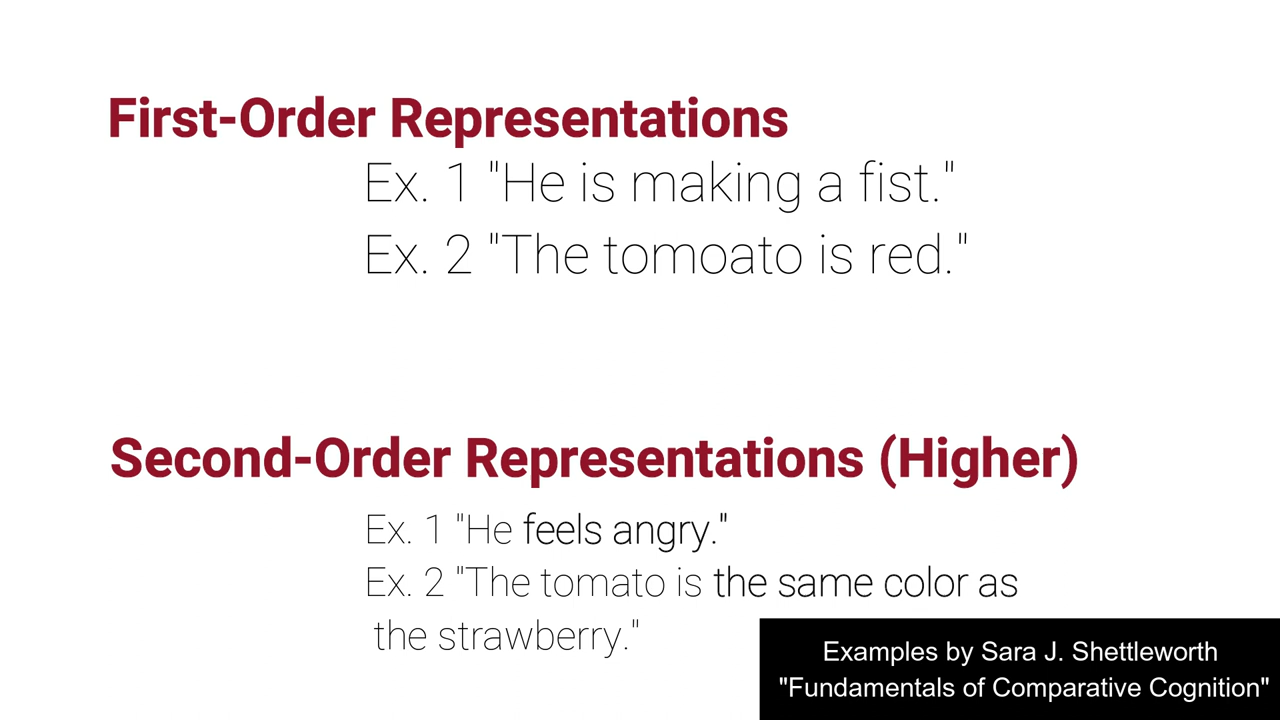 First-Order Representations
Ex. 1 "He is making a fist."
Ex. 2 "The tomoato is red."
Second-Order Representations (Higher)
Ex. 1 "He feels angry."
Ex. 2 "The tomato is the same color as
the strawberry."
Examples by Sara J. Shettleworth
"Fundamentals of Comparative Cognition"